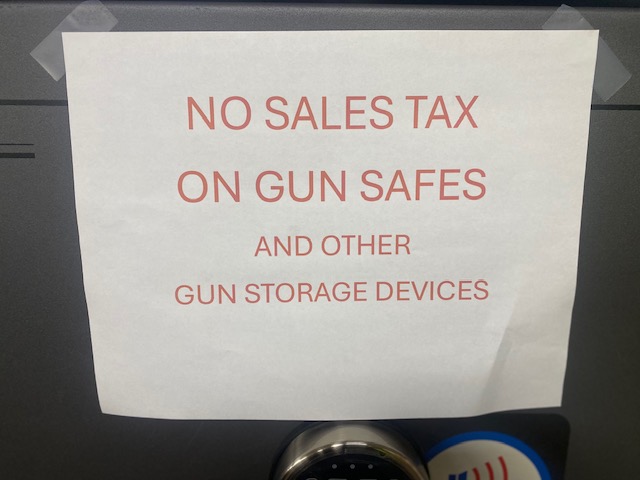 NO SALES TAX
ON GUN SAFES
AND OTHER
GUN STORAGE DEVICES